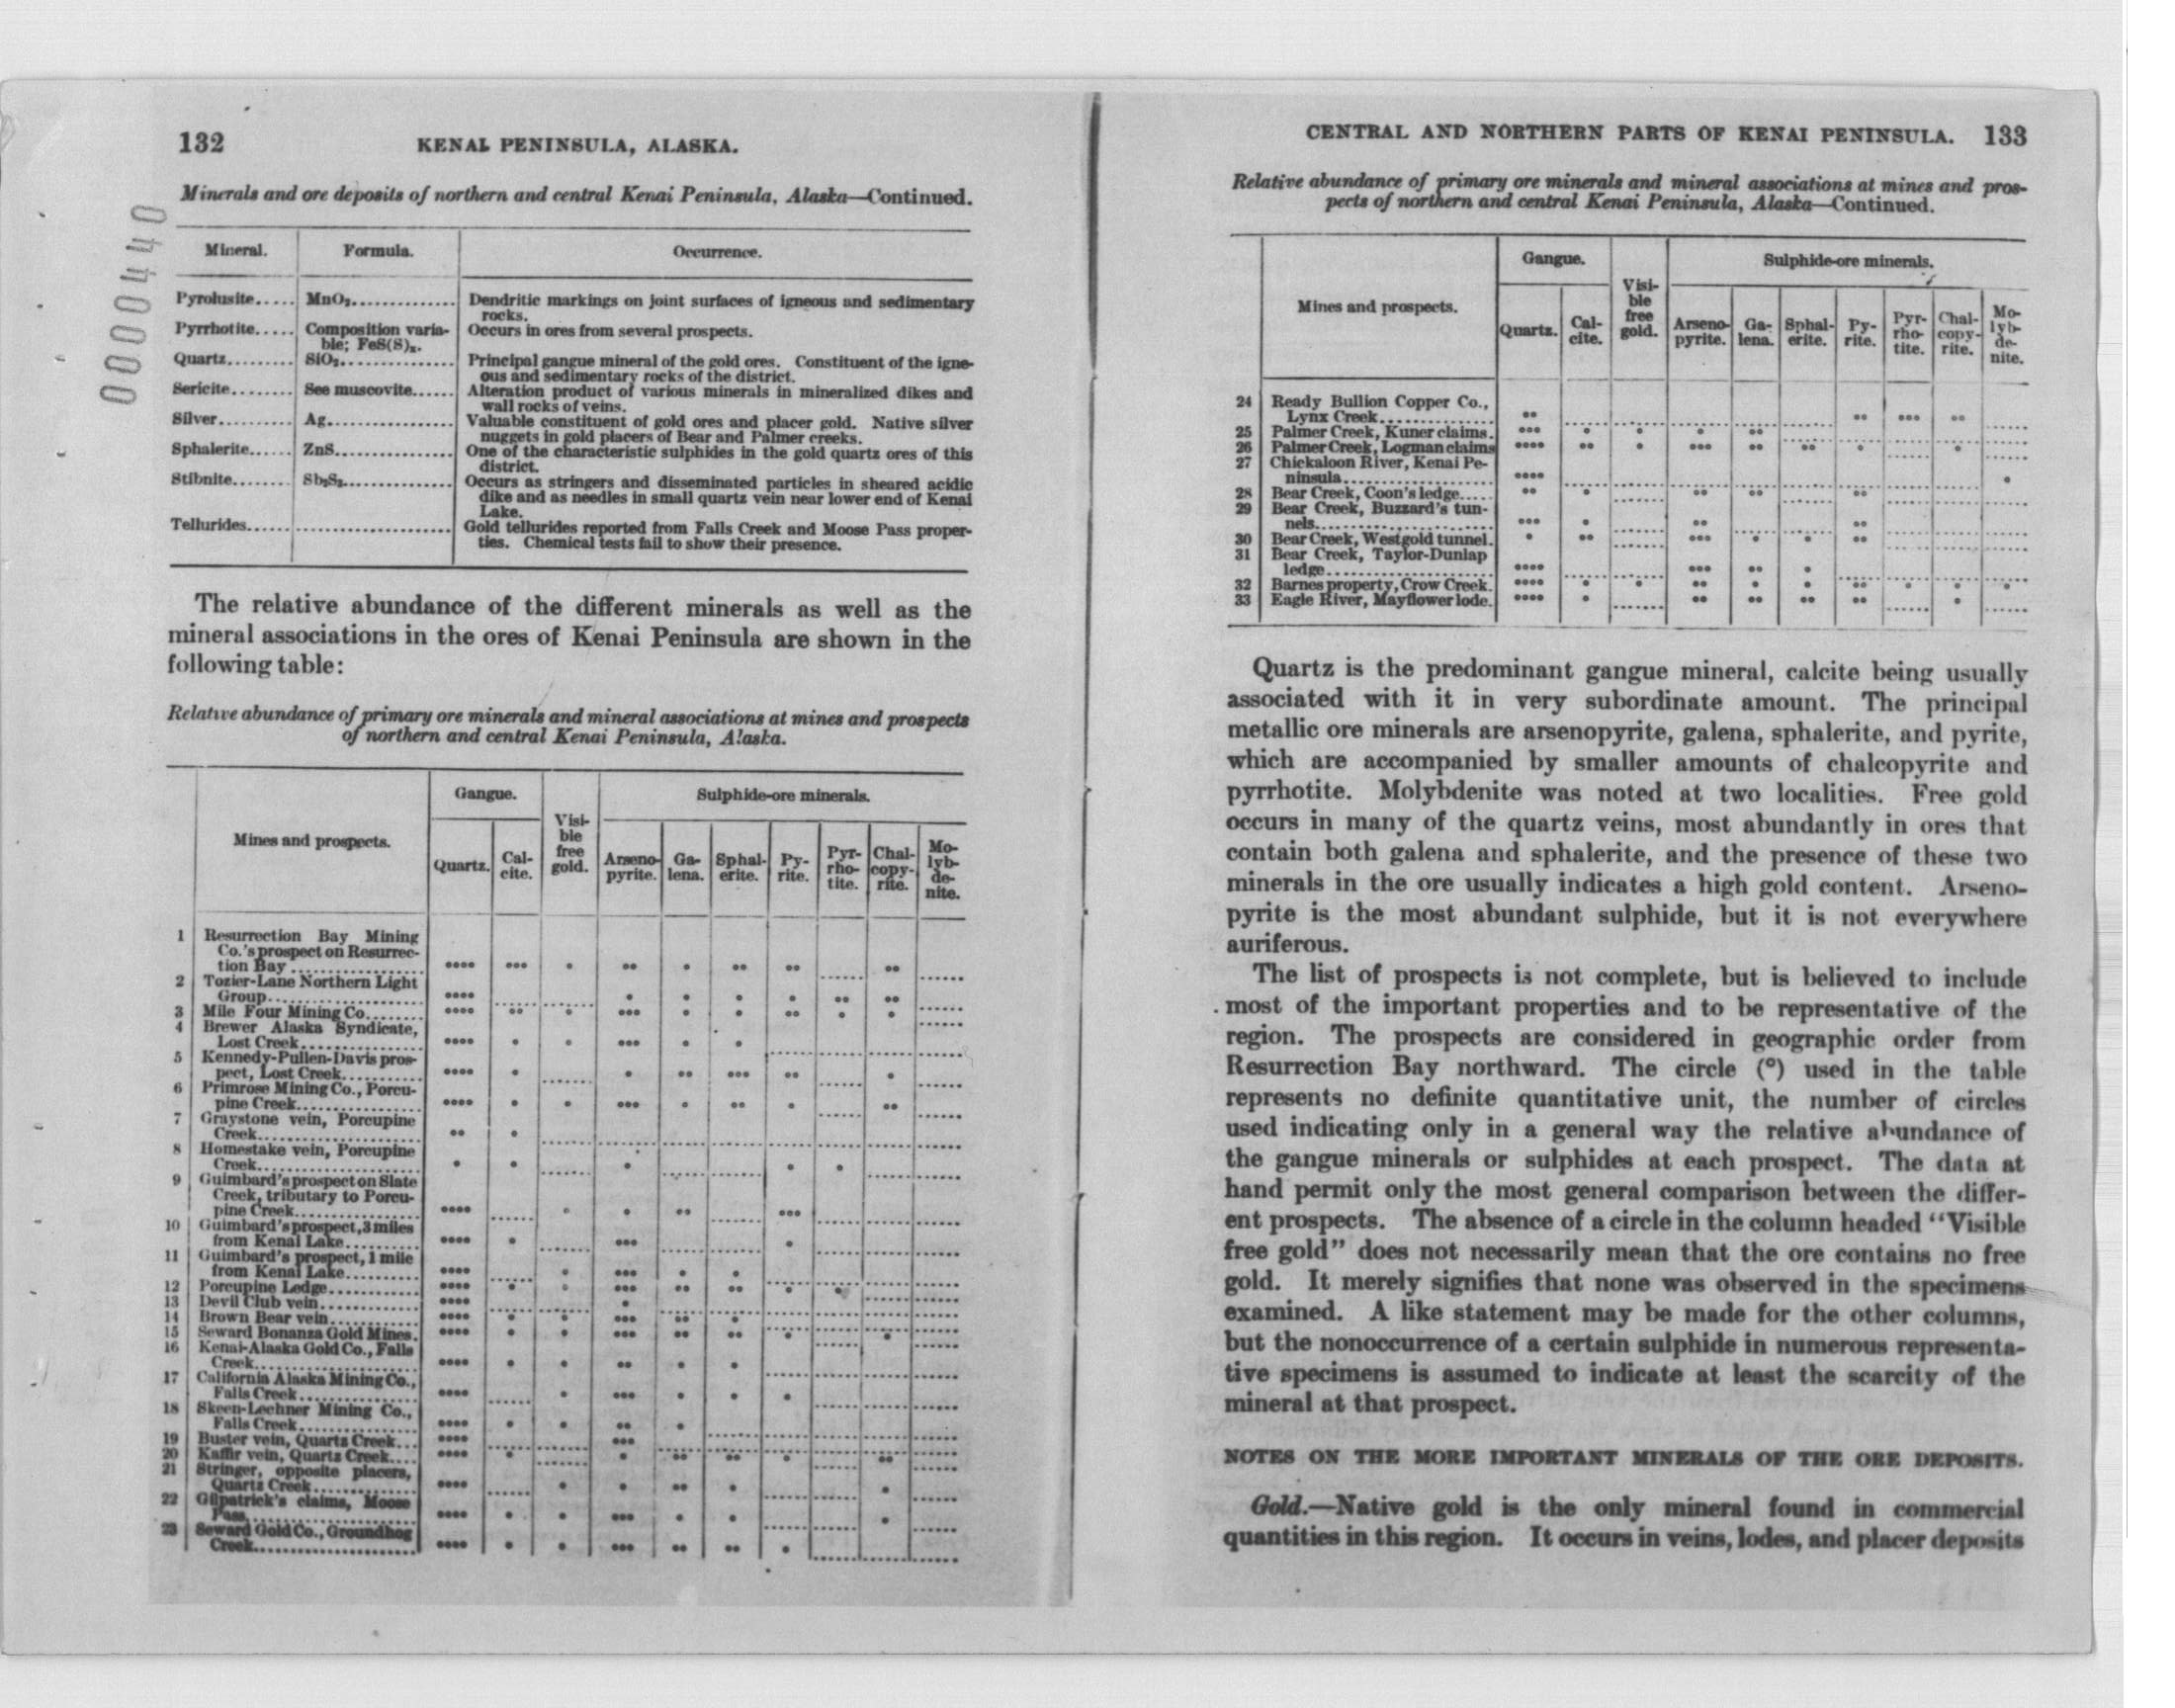 0000440
132 KENAI PENINSULA, ALASKA.
Minerals and ore deposits of northern and central Kenai Peninsula, Alaska—Continued.
Mineral. Formula. Occurrence.
Pyrolusite..... MnO₂............. Dendritic markings on joint surfaces of igneous and sedimentary
rocks.
Pyrrhotite..... Composition varia- Occurs in ores from several prospects.
ble; FeS(S)ₓ.
Quartz......... SiO₂.............. Principal gangue mineral of the gold ores. Constituent of the igne-
ous and sedimentary rocks of the district.
Sericite........ See muscovite...... Alteration product of various minerals in mineralized dikes and
wall rocks of veins.
Silver.......... Ag................ Valuable constituent of gold ores and placer gold. Native silver
nuggets in gold placers of Bear and Palmer creeks.
Sphalerite...... ZnS............... One of the characteristic sulphides in the gold quartz ores of this
district.
Stibnite........ Sb₂S₃.............. Occurs as stringers and disseminated particles in sheared acidic
dike and as needles in small quartz vein near lower end of Kenai
Lake.
Tellurides...... .................... Gold tellurides reported from Falls Creek and Moose Pass proper-
ties. Chemical tests fail to show their presence.
The relative abundance of the different minerals as well as the
mineral associations in the ores of Kenai Peninsula are shown in the
following table:
Relative abundance of primary ore minerals and mineral associations at mines and prospects
of northern and central Kenai Peninsula, Alaska.
Mines and prospects. Gangue. Visi-ble free gold. Sulphide-ore minerals.
Quartz. Cal-cite. Arseno-pyrite. Ga-lena. Sphal-erite. Py-rite. Pyr-rho-tite. Chal-copy-rite. Mo-lyb-de-nite.
1 Resurrection Bay Mining
Co.'s prospect on Resurrec-
tion Bay ................ °°°° °°° ° °° ° °° °° ...... °° ......
2 Tozier-Lane Northern Light
Group.................... °°°° ...... ...... ° ° ° ° °° °° ......
3 Mile Four Mining Co........ °°°° °° ° °°° ° ° °° ° ° ......
4 Brewer Alaska Syndicate,
Lost Creek................ °°°° ° ° °°° ° ° ...... ...... ...... ......
5 Kennedy-Pullen-Davis pros-
pect, Lost Creek........... °°°° ° ...... ° °° °°° °° ...... ° ......
6 Primrose Mining Co., Porcu-
pine Creek................ °°°° ° ° °°° ° °° ° ...... °° ......
7 Graystone vein, Porcupine
Creek..................... °° ° ...... ...... ...... ...... ...... ...... ...... ......
8 Homestake vein, Porcupine
Creek..................... ° ° ...... ° ...... ...... ° ° ...... ......
9 Guimbard's prospect on Slate
Creek, tributary to Porcu-
pine Creek................ °°°° ...... ° ° °° ...... °°° ...... ...... ......
10 Guimbard's prospect, 3 miles
from Kenai Lake.......... °°°° ° ...... °°° ...... ...... ° ...... ...... ......
11 Guimbard's prospect, 1 mile
from Kenai Lake.......... °°°° ...... ° °°° ° ° ...... ...... ...... ......
12 Porcupine Ledge............ °°°° ° ° °°° °° °° ° ° ...... ......
13 Devil Club vein............. °°°° ...... ...... ° ...... ...... ...... ...... ...... ......
14 Brown Bear vein............ °°°° ° ° °°° °° ° ...... ...... ...... ......
15 Seward Bonanza Gold Mines. °°°° ° ° °°° °° °° ° ...... ° ......
16 Kenai-Alaska Gold Co., Falls
Creek..................... °°°° ° ° °° ° ° ...... ...... ...... ......
17 California Alaska Mining Co.,
Falls Creek................ °°°° ...... ° °°° ° ° ° ...... ...... ......
18 Skeen-Lechner Mining Co.,
Falls Creek................ °°°° ° ° °° ° ...... ...... ...... ...... ......
19 Buster vein, Quartz Creek... °°°° ...... ...... °°° ...... ...... ...... ...... ...... ......
20 Kaffir vein, Quartz Creek.... °°°° ° ...... ° °° °° ° ...... °° ......
21 Stringer, opposite placers,
Quartz Creek.............. °°°° ...... ° ° °° ° ...... ...... ° ......
22 Gilpatrick's claims, Moose
Pass...................... °°°° ° ° °°° ° ° ...... ...... ° ......
23 Seward Gold Co., Groundhog
Creek..................... °°°° ° ° °°° °° °° ° ...... ...... ......
CENTRAL AND NORTHERN PARTS OF KENAI PENINSULA. 133
Relative abundance of primary ore minerals and mineral associations at mines and pros-
pects of northern and central Kenai Peninsula, Alaska—Continued.
Mines and prospects. Gangue. Visi-ble free gold. Sulphide-ore minerals.
Quartz. Cal-cite. Arseno-pyrite. Ga-lena. Sphal-erite. Py-rite. Pyr-rho-tite. Chal-copy-rite. Mo-lyb-de-nite.
24 Ready Bullion Copper Co.,
Lynx Creek................ °° ...... ...... ...... ...... ...... °° °°° °° ......
25 Palmer Creek, Kuner claims. °°° ° ° ° °° ...... ...... ...... ...... ......
26 Palmer Creek, Logman claims °°°° °° ° °°° °° °° ° ...... ° ......
27 Chickaloon River, Kenai Pe-
ninsula.................... °°°° ...... ...... ...... ...... ...... ...... ...... ...... °
28 Bear Creek, Coon's ledge..... °° ° ...... °° °° ...... °° ...... ...... ......
29 Bear Creek, Buzzard's tun-
nels........................ °°° ° ...... °° ...... ...... °° ...... ...... ......
30 Bear Creek, Westgold tunnel. ° °° ...... °°° ° ° °° ...... ...... ......
31 Bear Creek, Taylor-Dunlap
ledge...................... °°°° ...... ...... °°° °° ° ...... ...... ...... ......
32 Barnes property, Crow Creek. °°°° ° ° °° ° ° °° ° ° °
33 Eagle River, Mayflower lode. °°°° ° ...... °° °° °° °° ...... ° ......
Quartz is the predominant gangue mineral, calcite being usually
associated with it in very subordinate amount. The principal
metallic ore minerals are arsenopyrite, galena, sphalerite, and pyrite,
which are accompanied by smaller amounts of chalcopyrite and
pyrrhotite. Molybdenite was noted at two localities. Free gold
occurs in many of the quartz veins, most abundantly in ores that
contain both galena and sphalerite, and the presence of these two
minerals in the ore usually indicates a high gold content. Arseno-
pyrite is the most abundant sulphide, but it is not everywhere
auriferous.
The list of prospects is not complete, but is believed to include
most of the important properties and to be representative of the
region. The prospects are considered in geographic order from
Resurrection Bay northward. The circle (°) used in the table
represents no definite quantitative unit, the number of circles
used indicating only in a general way the relative abundance of
the gangue minerals or sulphides at each prospect. The data at
hand permit only the most general comparison between the differ-
ent prospects. The absence of a circle in the column headed "Visible
free gold" does not necessarily mean that the ore contains no free
gold. It merely signifies that none was observed in the specimens
examined. A like statement may be made for the other columns,
but the nonoccurrence of a certain sulphide in numerous representa-
tive specimens is assumed to indicate at least the scarcity of the
mineral at that prospect.
NOTES ON THE MORE IMPORTANT MINERALS OF THE ORE DEPOSITS.
Gold.—Native gold is the only mineral found in commercial
quantities in this region. It occurs in veins, lodes, and placer deposits